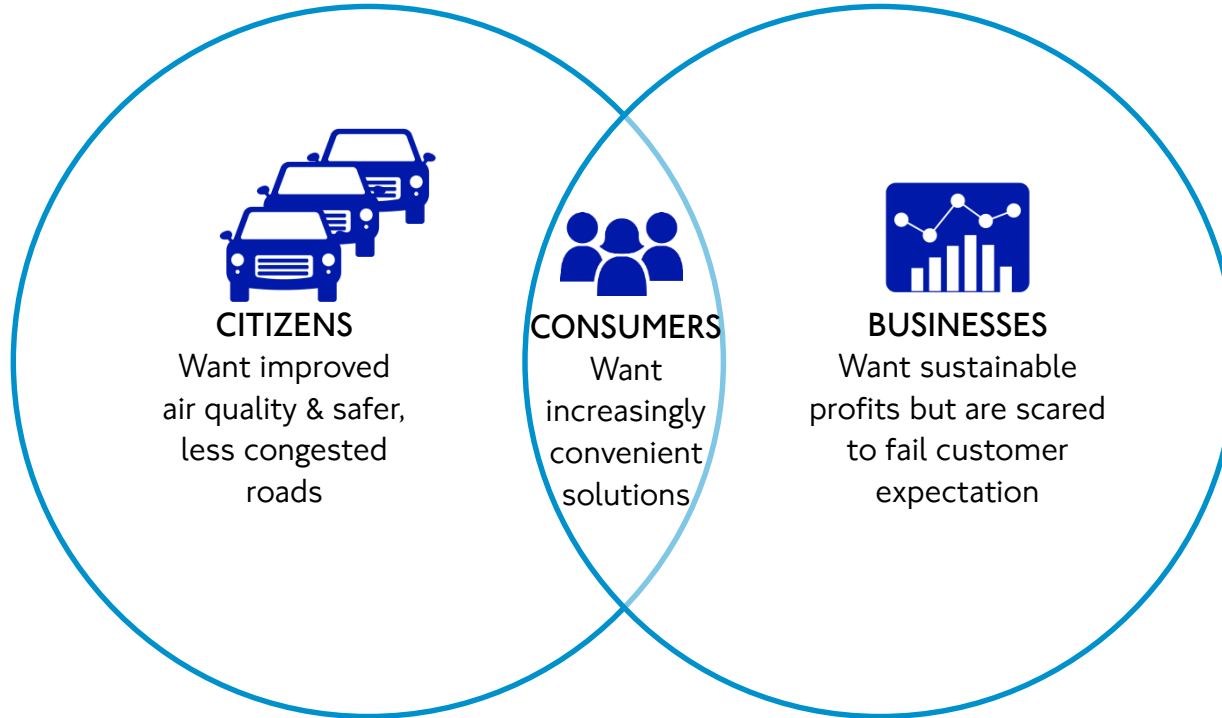 CITIZENS
Want improved
air quality & safer,
less congested
roads
CONSUMERS
Want
increasingly
convenient
solutions
BUSINESSES
Want sustainable
profits but are scared
to fail customer
expectation